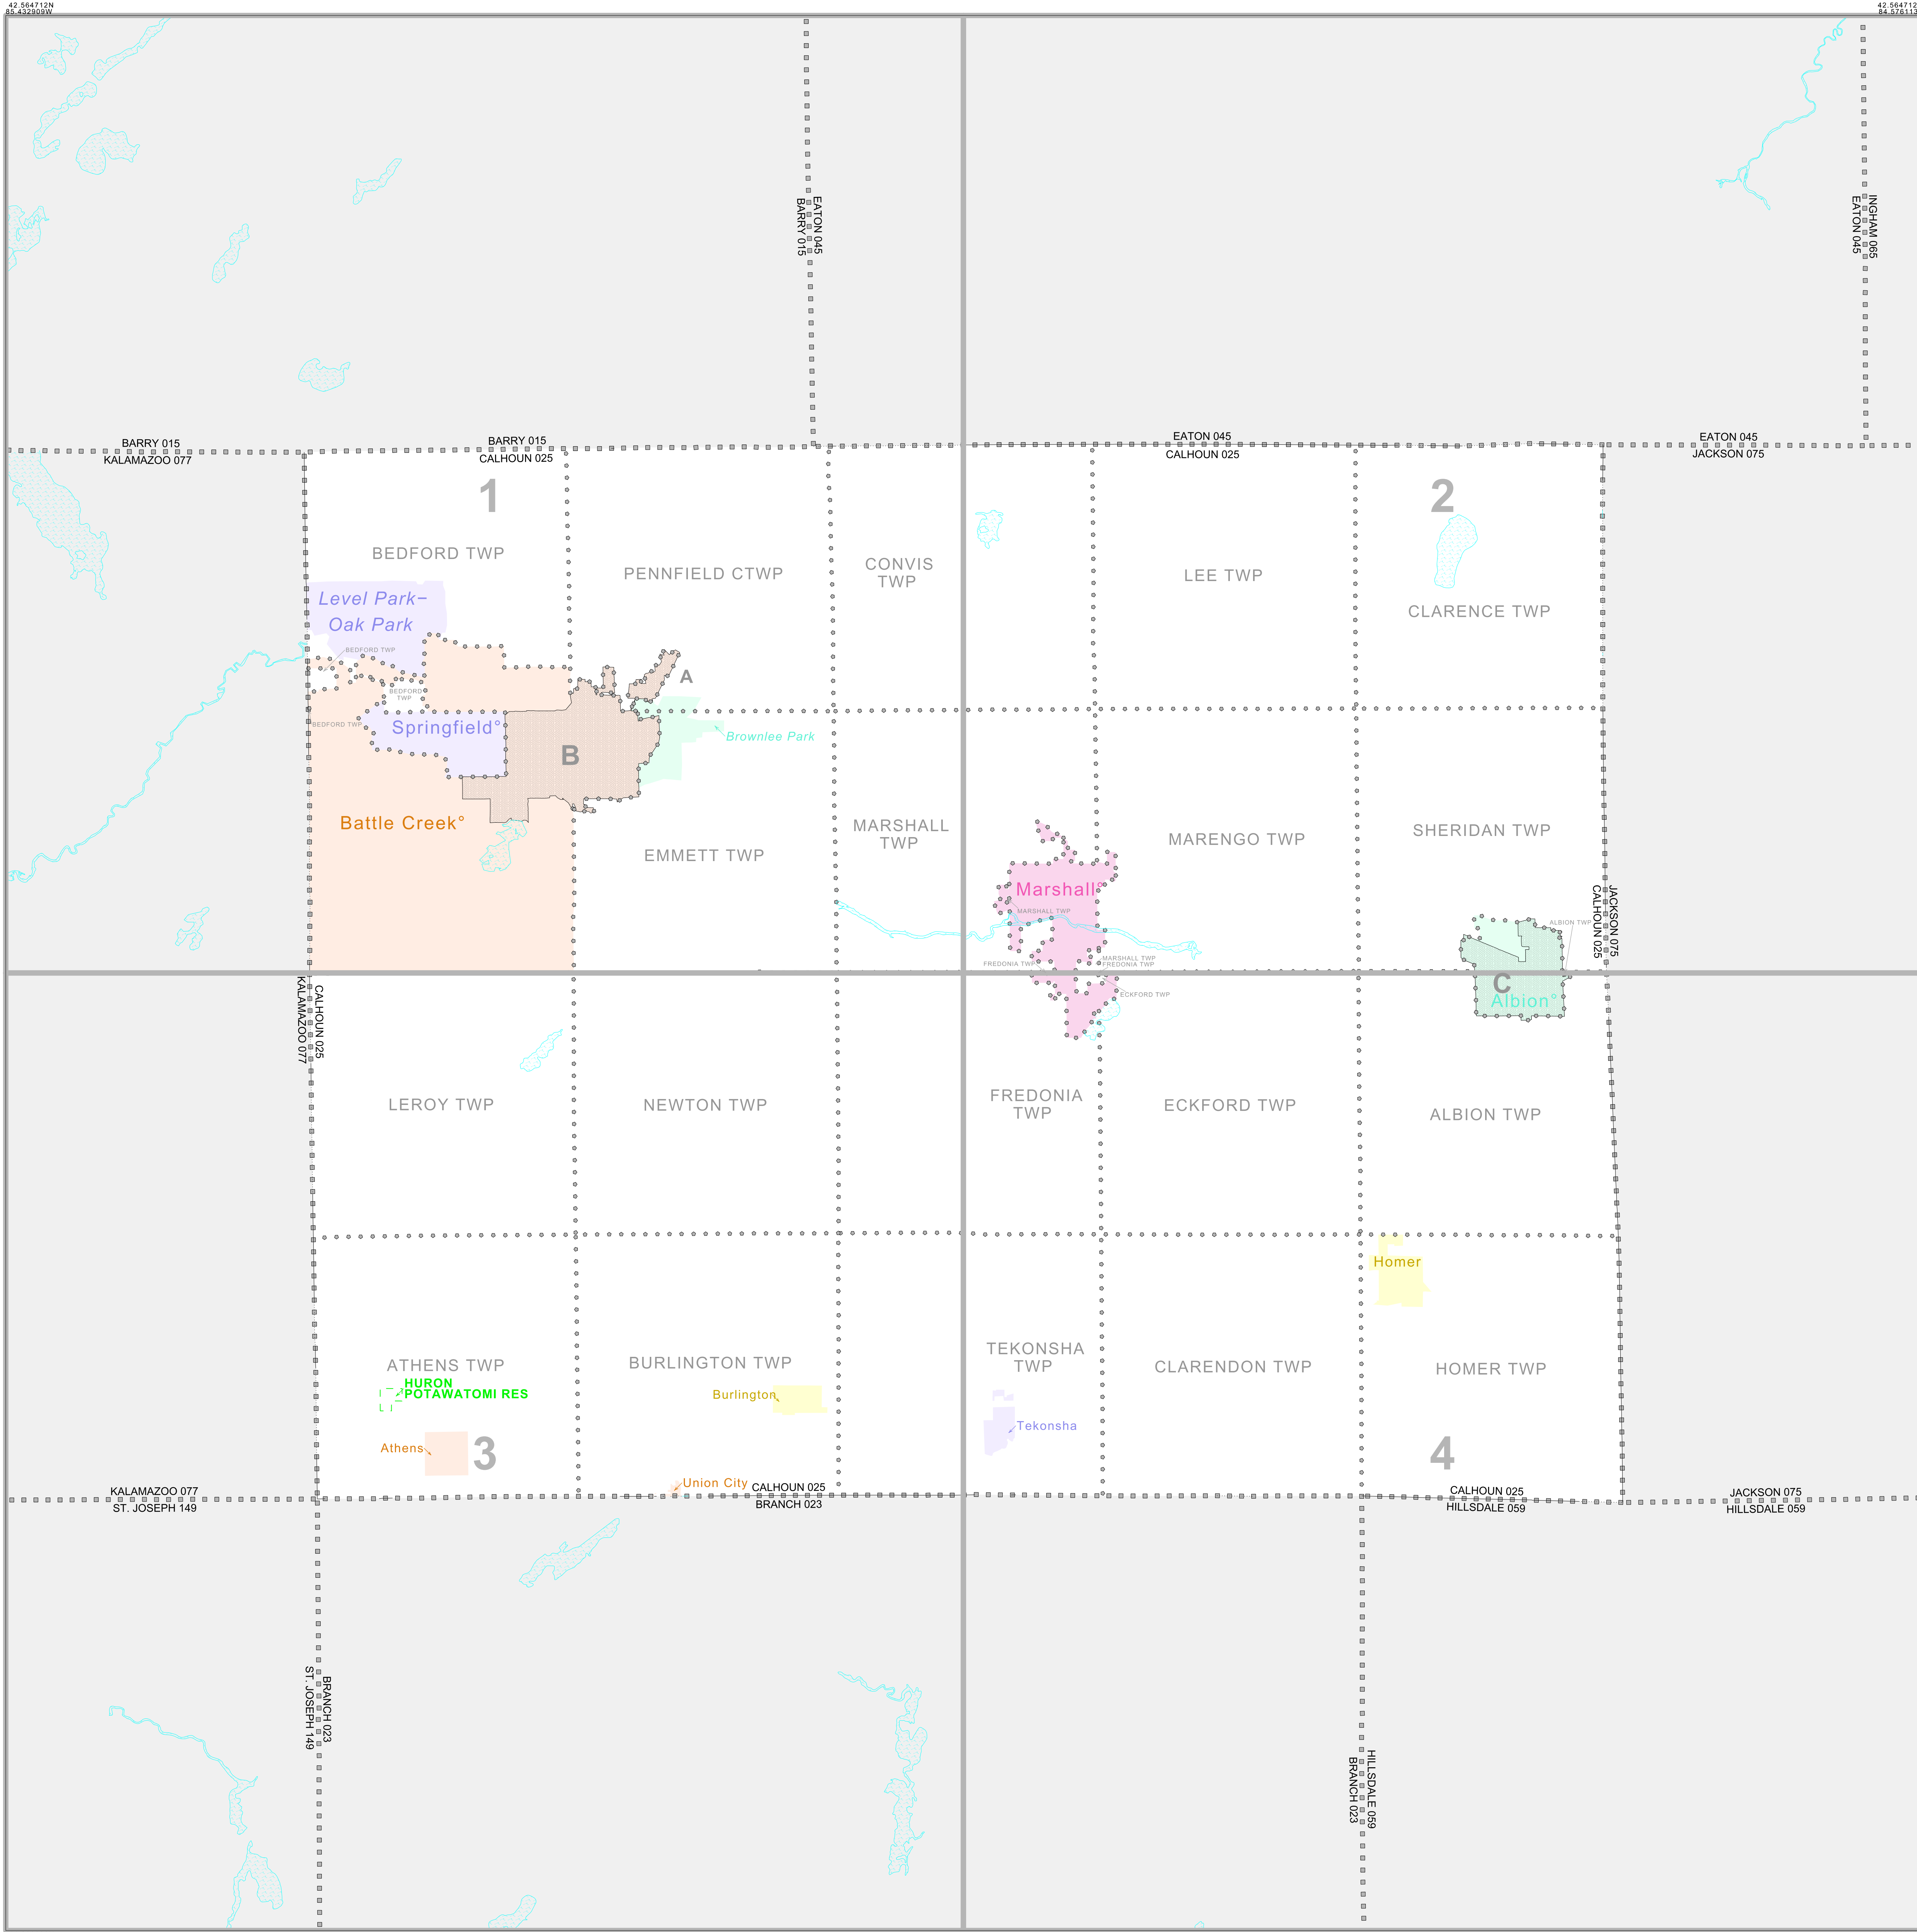 42.564712N
85.432909W
42.564712
84.576113
EATON 045
BARRY 015
INGHAM 065
EATON 045
BARRY 015
KALAMAZOO 077
BARRY 015
CALHOUN 025
EATON 045
CALHOUN 025
EATON 045
JACKSON 075
1
2
BEDFORD TWP
PENNFIELD CTWP
CONVIS
TWP
LEE TWP
CLARENCE TWP
Level Park–
Oak Park
BEDFORD TWP
A
BEDFORD
TWP
BEDFORD TWP
Springfield°
Brownlee Park
B
Battle Creek°
EMMETT TWP
MARSHALL
TWP
MARENGO TWP
SHERIDAN TWP
Marshall°
MARSHALL TWP
ALBION TWP
JACKSON 075
CALHOUN 025
MARSHALL TWP
FREDONIA TWP
FREDONIA TWP
ECKFORD TWP
C
Albion°
CALHOUN 025
KALAMAZOO 077
LEROY TWP
NEWTON TWP
FREDONIA
TWP
ECKFORD TWP
ALBION TWP
Homer
ATHENS TWP
BURLINGTON TWP
TEKONSHA
TWP
CLARENDON TWP
HOMER TWP
HURON
POTAWATOMI RES
Burlington
Tekonsha
Athens
3
4
Union City
KALAMAZOO 077
ST. JOSEPH 149
CALHOUN 025
BRANCH 023
CALHOUN 025
HILLSDALE 059
JACKSON 075
HILLSDALE 059
BRANCH 023
ST. JOSEPH 149
HILLSDALE 059
BRANCH 023